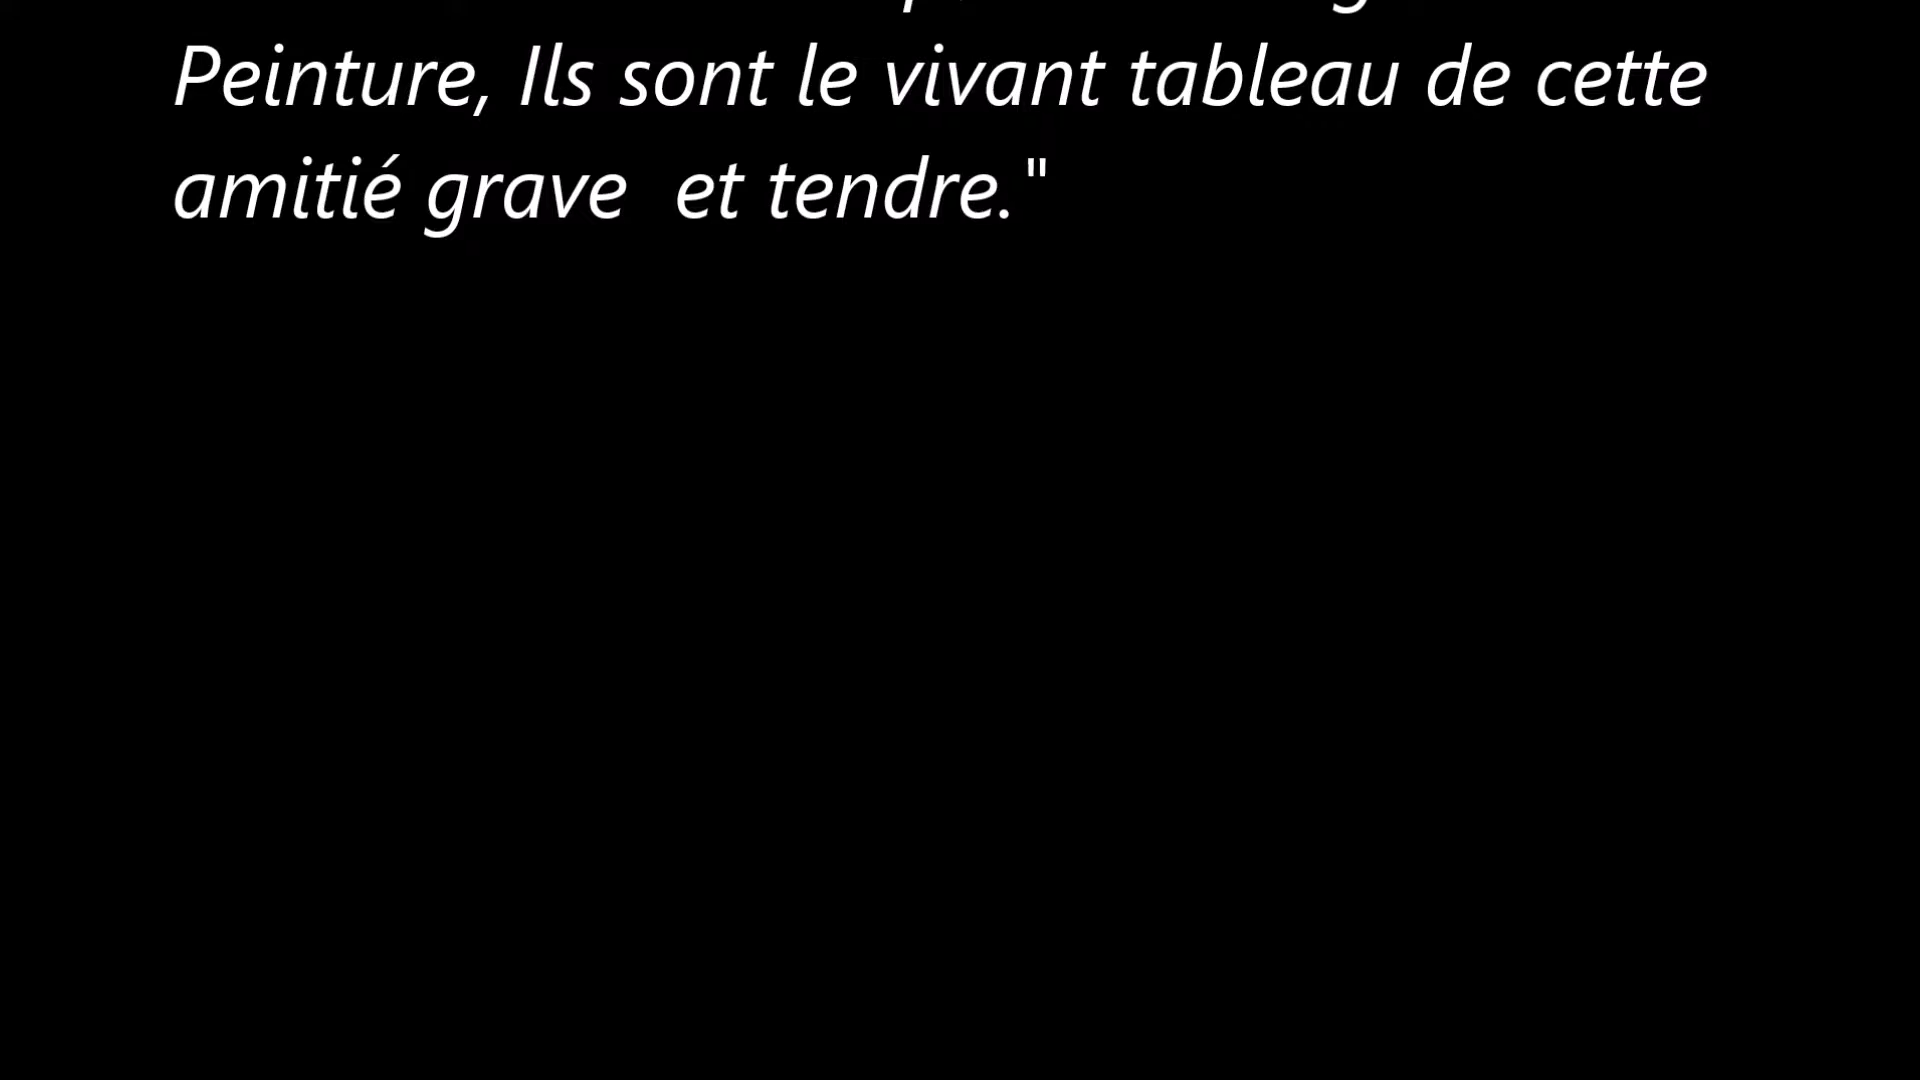 Peinture, Ils sont le vivant tableau de cette
amitié grave  et tendre."